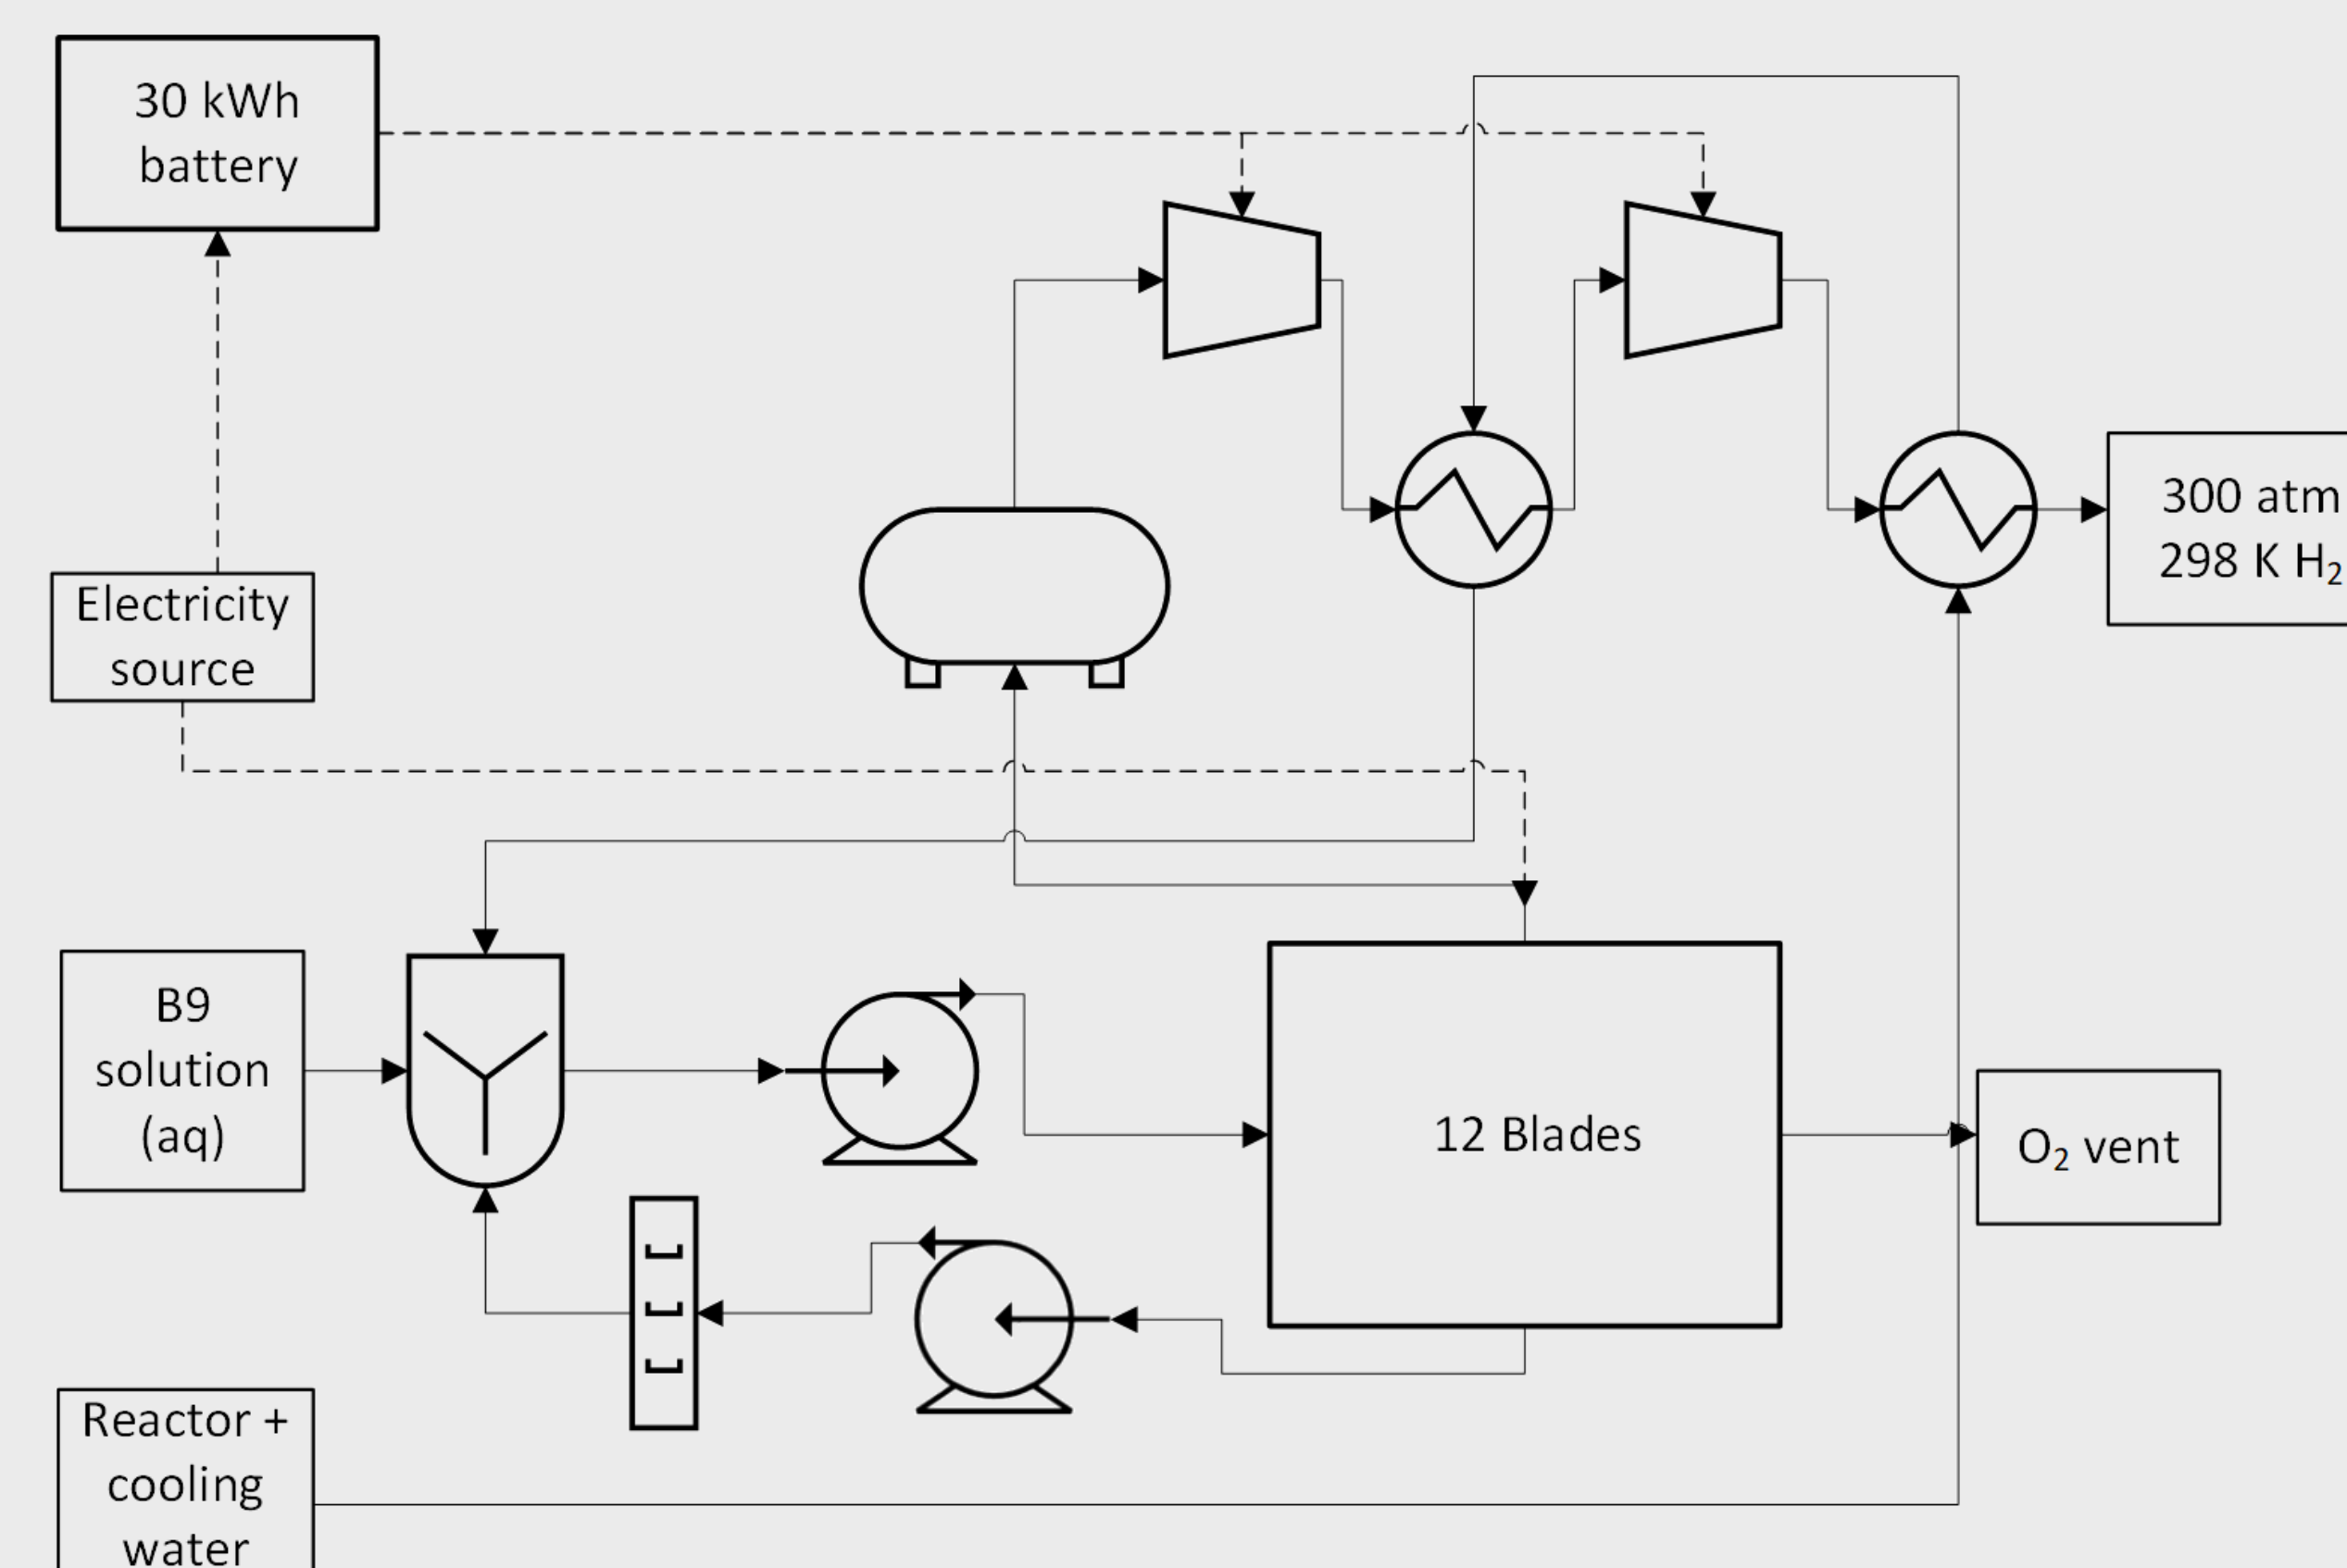 30 kWh
battery
300 atm
298 K H₂
Electricity
source
B9
solution
(aq)
12 Blades
O₂ vent
Reactor +
cooling
water